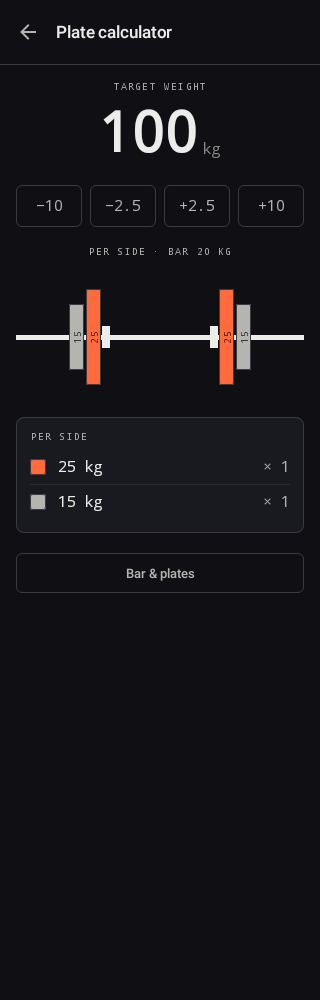 Plate calculator
TARGET WEIGHT
100 kg
−10 −2.5 +2.5 +10
PER SIDE · BAR 20 KG
15 25 25 15
PER SIDE
25 kg × 1
15 kg × 1
Bar & plates